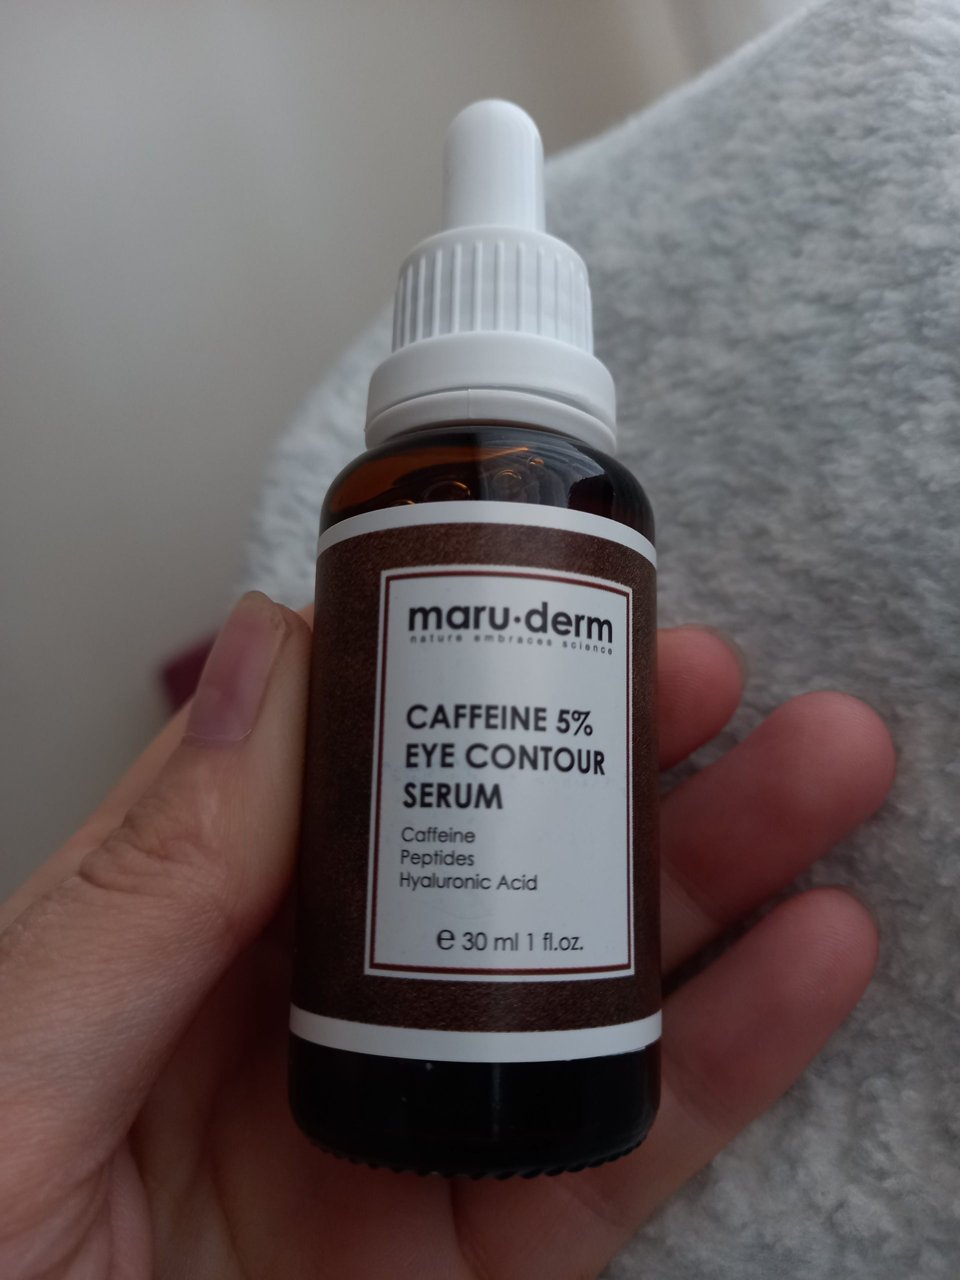 maru·derm
nature embraces science
CAFFEINE 5%
EYE CONTOUR
SERUM
Caffeine
Peptides
Hyaluronic Acid
℮ 30 ml 1 fl.oz.